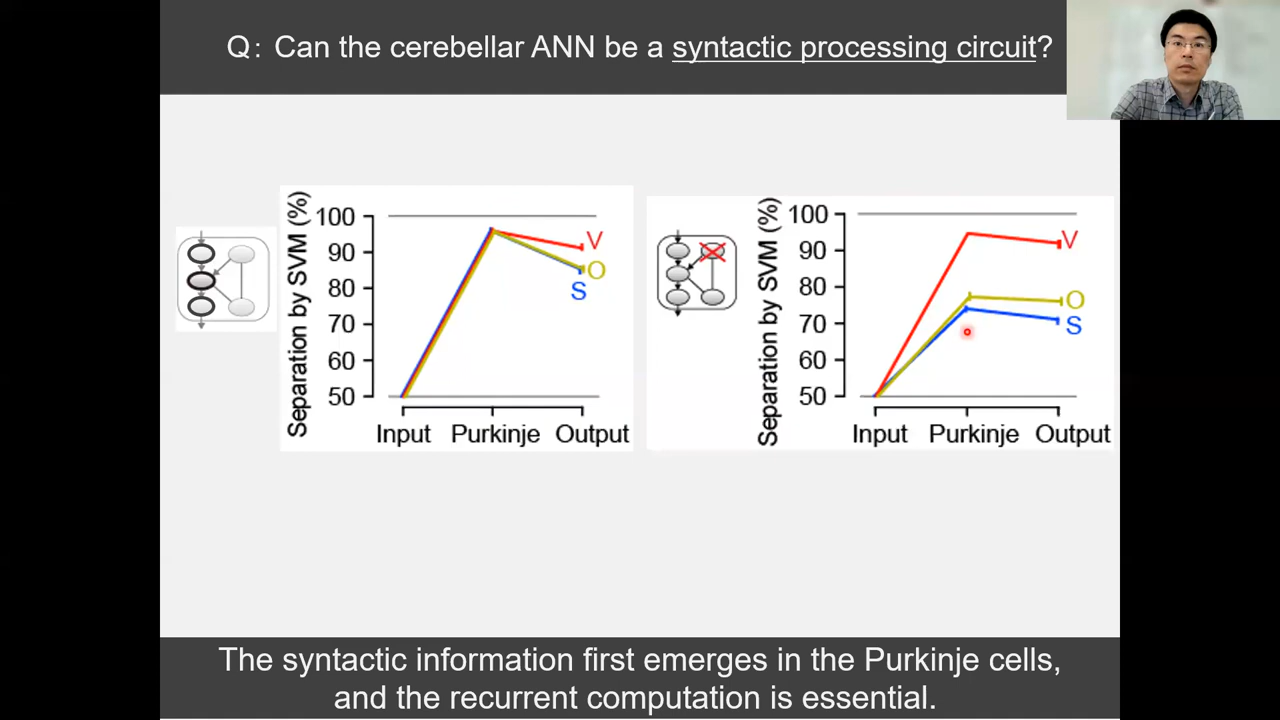 Q: Can the cerebellar ANN be a syntactic processing circuit?
Separation by SVM (%)
100
90
80
70
60
50
V
O
S
Input Purkinje Output
Separation by SVM (%)
100
90
80
70
60
50
V
O
S
Input Purkinje Output
The syntactic information first emerges in the Purkinje cells,
and the recurrent computation is essential.